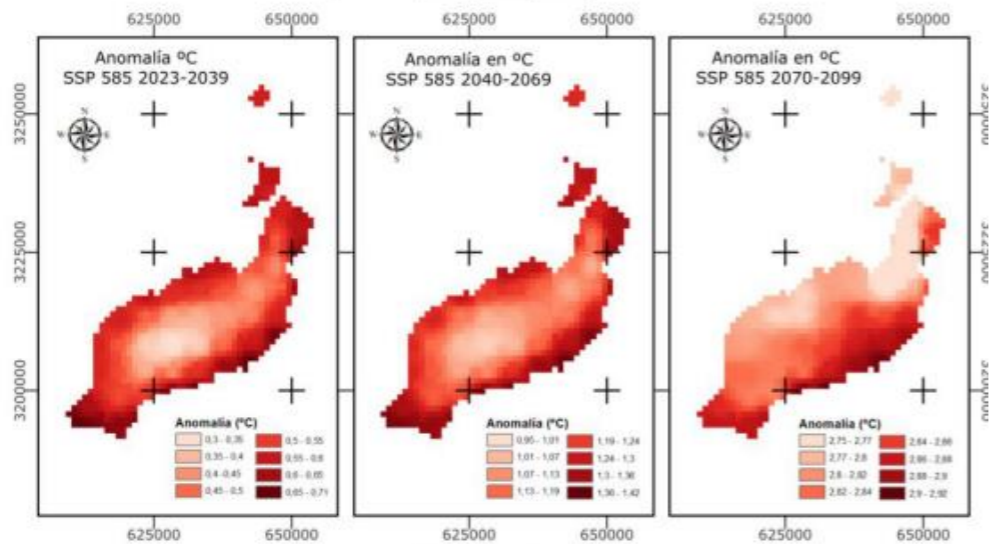 625000 650000 625000 650000 625000 650000
Anomalía ºC
SSP 585 2023-2039
Anomalía en ºC
SSP 585 2040-2069
Anomalía en ºC
SSP 585 2070-2099
N
W E
S
N
W E
S
N
W E
S
3250000
3225000
3200000
3250000
3225000
3200000
Anomalía (ºC)
0,3 - 0,35 0,5 - 0,55
0,35 - 0,4 0,55 - 0,6
0,4 - 0,45 0,6 - 0,65
0,45 - 0,5 0,65 - 0,71
Anomalía (ºC)
0,95 - 1,01 1,19 - 1,24
1,01 - 1,07 1,24 - 1,3
1,07 - 1,13 1,3 - 1,36
1,13 - 1,19 1,36 - 1,42
Anomalía (ºC)
2,75 - 2,77 2,84 - 2,86
2,77 - 2,8 2,86 - 2,88
2,8 - 2,82 2,88 - 2,9
2,82 - 2,84 2,9 - 2,92
625000 650000 625000 650000 625000 650000